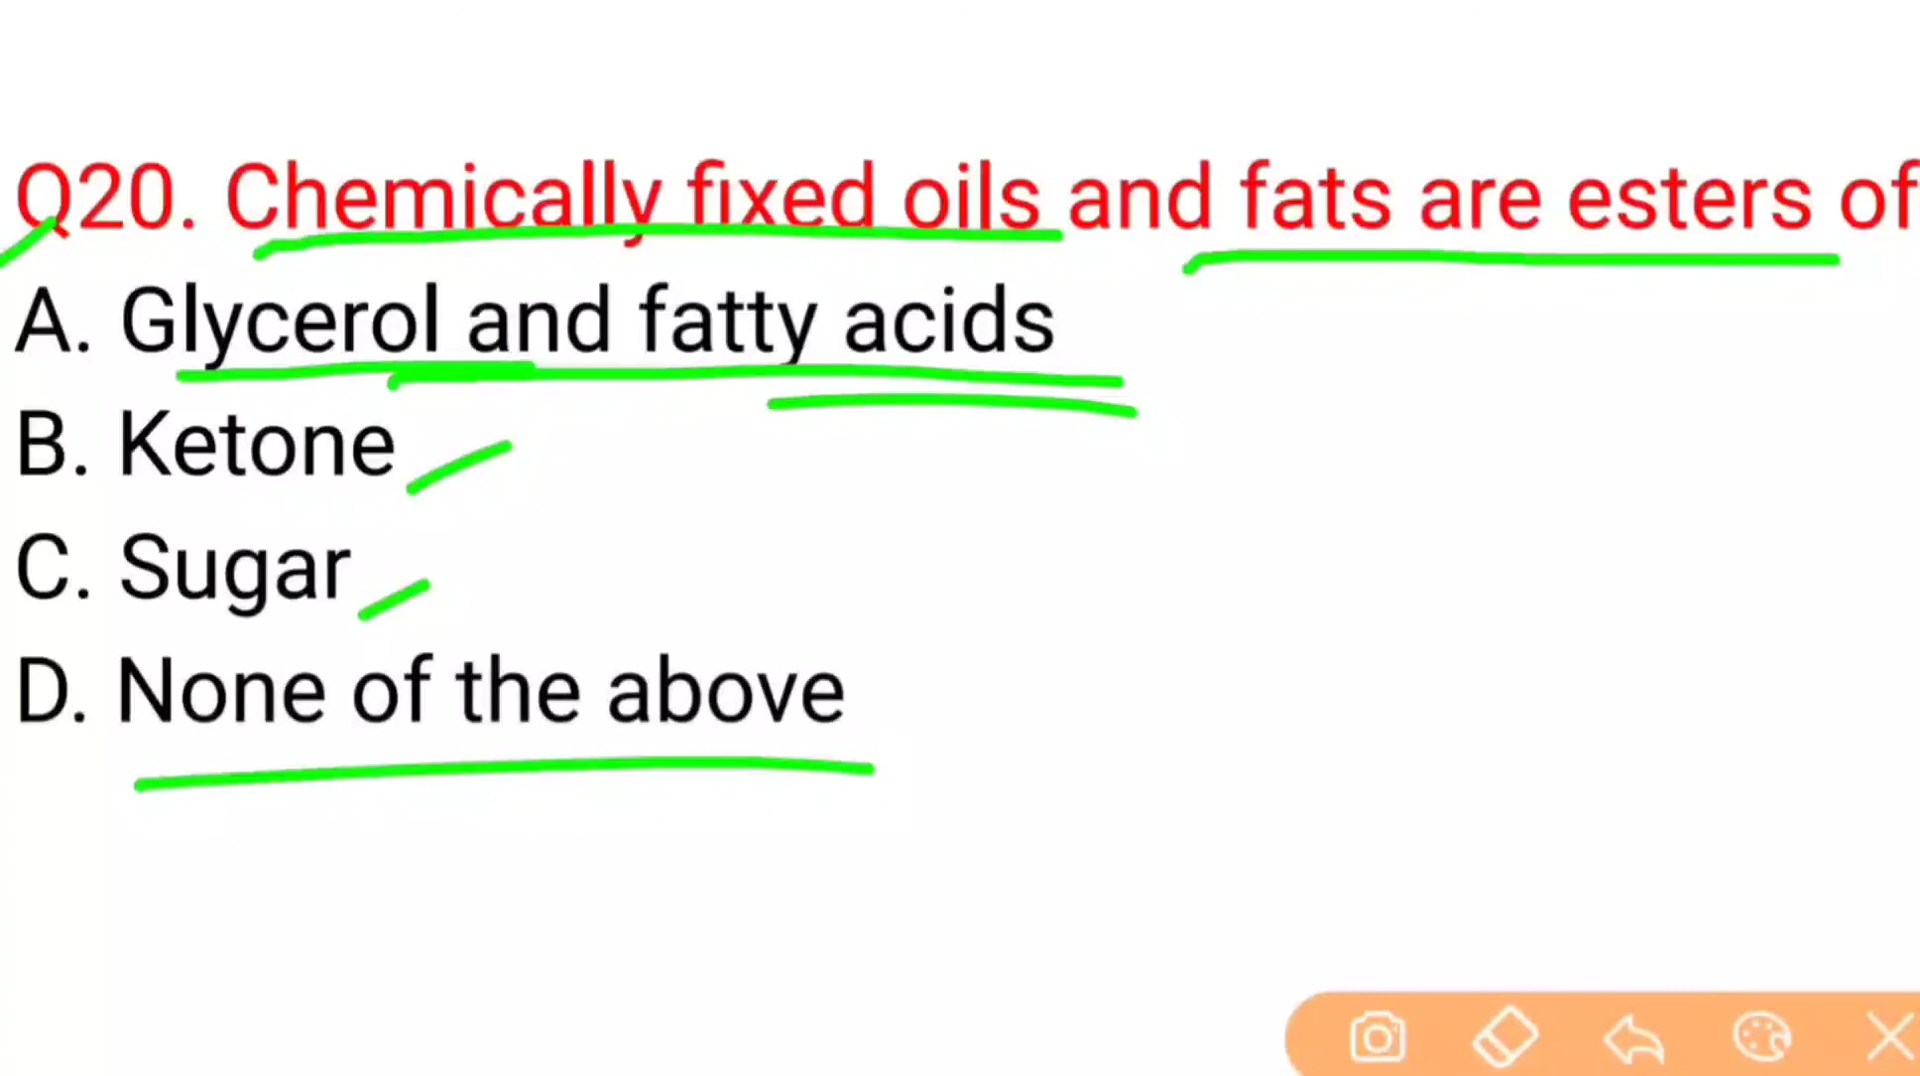 Q20. Chemically fixed oils and fats are esters of
A. Glycerol and fatty acids
B. Ketone
C. Sugar
D. None of the above